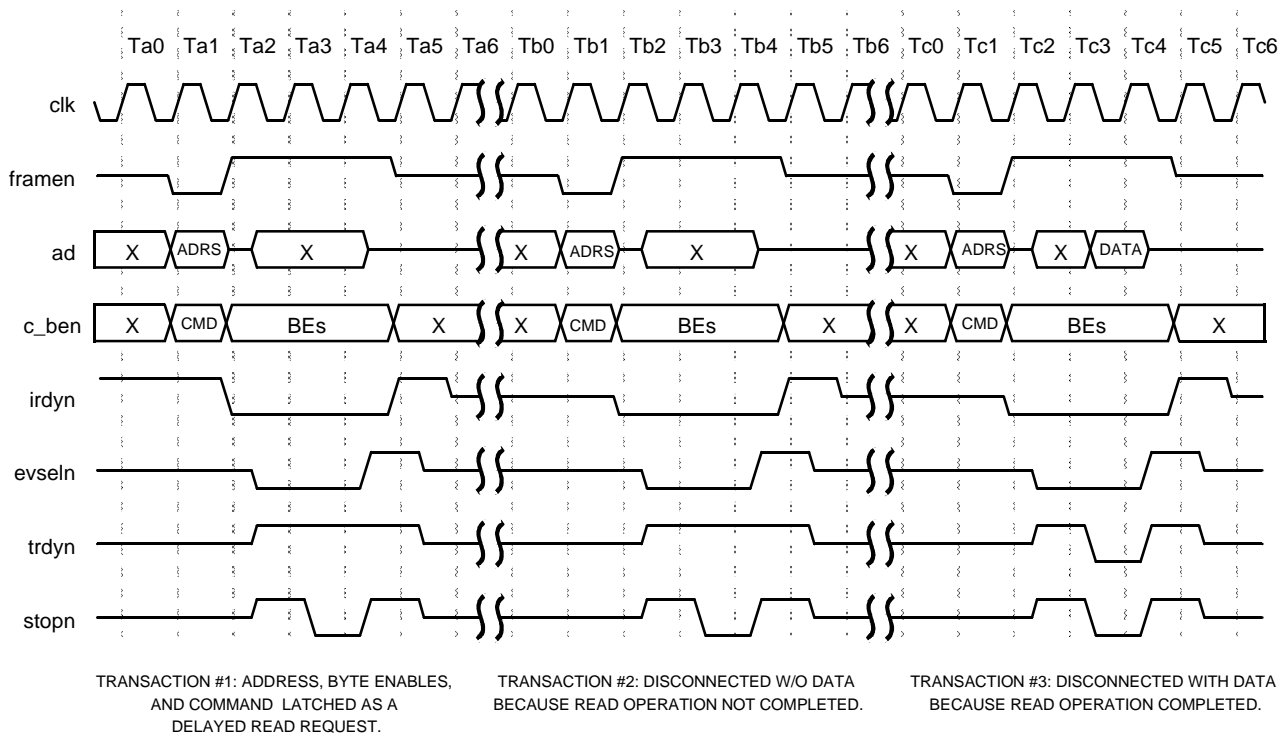 Ta0 Ta1 Ta2 Ta3 Ta4 Ta5 Ta6 Tb0 Tb1 Tb2 Tb3 Tb4 Tb5 Tb6 Tc0 Tc1 Tc2 Tc3 Tc4 Tc5 Tc6
clk
framen
ad X ADRS X X ADRS X X ADRS X DATA
c_ben X CMD BEs X X CMD BEs X X CMD BEs X
irdyn
evseln
trdyn
stopn
TRANSACTION #1: ADDRESS, BYTE ENABLES,
AND COMMAND LATCHED AS A
DELAYED READ REQUEST.
TRANSACTION #2: DISCONNECTED W/O DATA
BECAUSE READ OPERATION NOT COMPLETED.
TRANSACTION #3: DISCONNECTED WITH DATA
BECAUSE READ OPERATION COMPLETED.